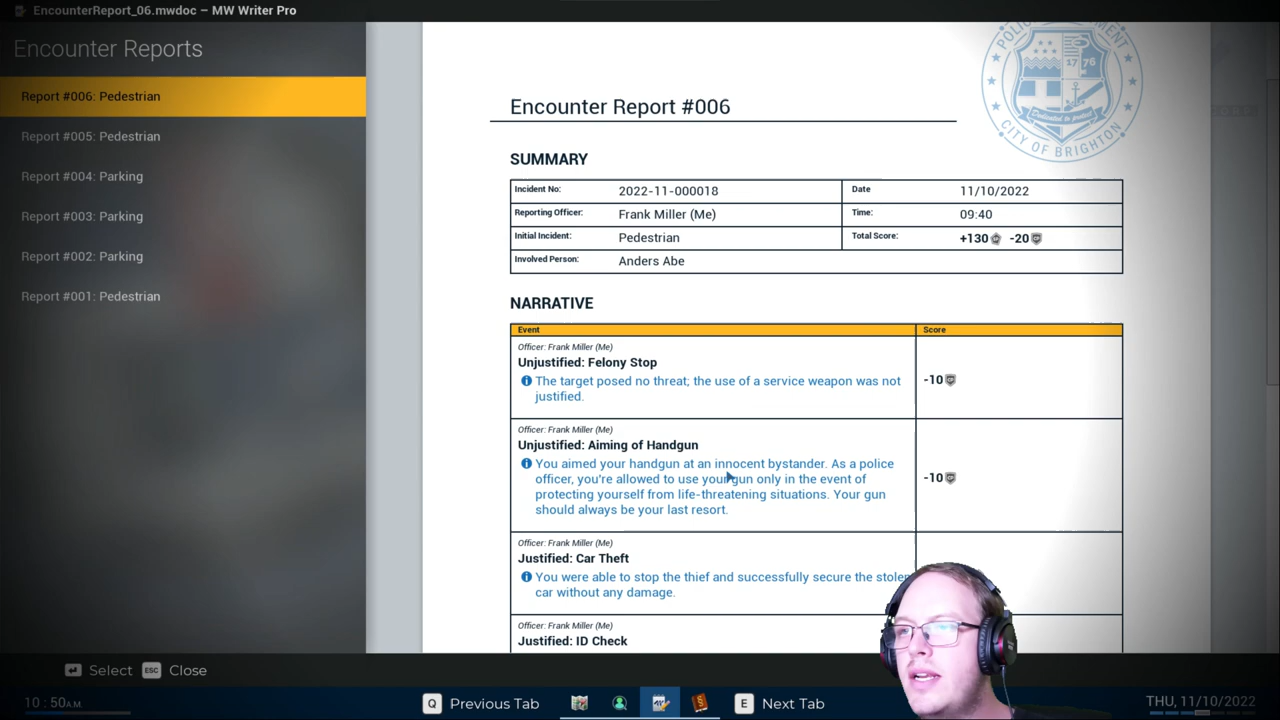 EncounterReport_06.mwdoc – MW Writer Pro
Encounter Reports
Report #006: Pedestrian
Report #005: Pedestrian
Report #004: Parking
Report #003: Parking
Report #002: Parking
Report #001: Pedestrian
17 76
Dedicated to protect
CITY OF BRIGHTON
Encounter Report #006
SUMMARY
Incident No: 2022-11-000018 Date 11/10/2022
Reporting Officer: Frank Miller (Me) Time: 09:40
Initial Incident: Pedestrian Total Score: +130 -20
Involved Person: Anders Abe
NARRATIVE
Event Score
Officer: Frank Miller (Me)
Unjustified: Felony Stop
The target posed no threat; the use of a service weapon was not
justified.
-10
Officer: Frank Miller (Me)
Unjustified: Aiming of Handgun
You aimed your handgun at an innocent bystander. As a police
officer, you're allowed to use your gun only in the event of
protecting yourself from life-threatening situations. Your gun
should always be your last resort.
-10
Officer: Frank Miller (Me)
Justified: Car Theft
You were able to stop the thief and successfully secure the stolen
car without any damage.
Officer: Frank Miller (Me)
Justified: ID Check
Select ESC Close
10:50 A.M.
Q Previous Tab E Next Tab
THU, 11/10/2022